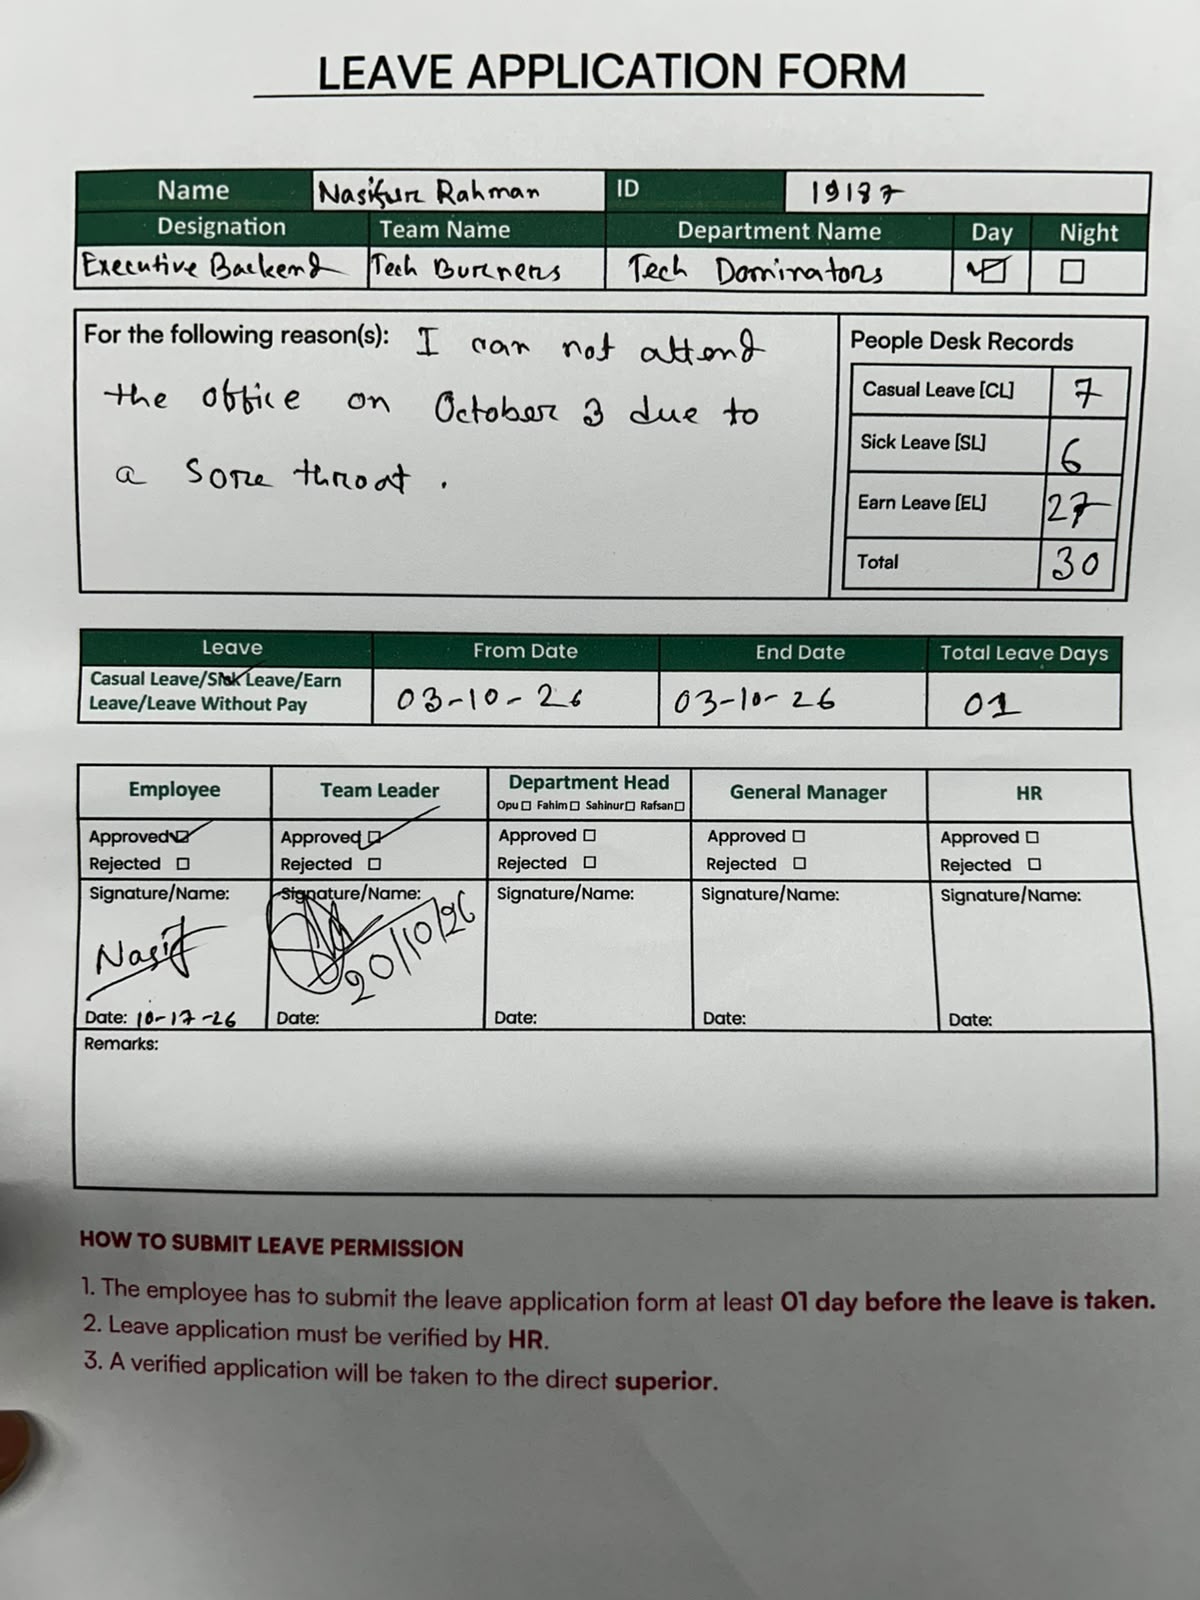 LEAVE APPLICATION FORM
Name Nasifur Rahman ID 19187
Designation Team Name Department Name Day Night
Executive Backend Tech Burners Tech Dominators
For the following reason(s): I can not attend
the office on October 3 due to
a sore throat.
People Desk Records
Casual Leave [CL] 7
Sick Leave [SL] 6
Earn Leave [EL] 27
Total 30
Leave From Date End Date Total Leave Days
Casual Leave/Sick Leave/Earn
Leave/Leave Without Pay 03-10-26 03-10-26 01
Employee Team Leader Department Head General Manager HR
Opu Fahim Sahinur Rafsan
Approved Approved Approved Approved Approved
Rejected Rejected Rejected Rejected Rejected
Signature/Name: Signature/Name: Signature/Name: Signature/Name: Signature/Name:
Nasif 20/10/26
Date: 10-17-26 Date: Date: Date: Date:
Remarks:
HOW TO SUBMIT LEAVE PERMISSION
1. The employee has to submit the leave application form at least 01 day before the leave is taken.
2. Leave application must be verified by HR.
3. A verified application will be taken to the direct superior.